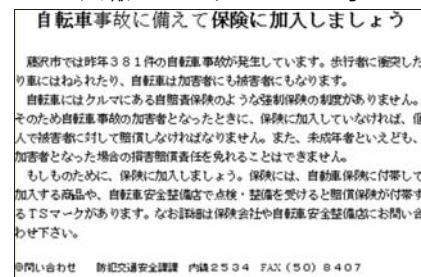 自転車事故に備えて保険に加入しましょう
藤沢市では昨年３８１件の自転車事故が発生しています。歩行者に衝突した
り車にはねられたり、自転車は加害者にも被害者にもなります。
自転車にはクルマにある自賠責保険のような強制保険の制度がありません。
そのため自転車事故の加害者となったときに、保険に加入していなければ、個
人で被害者に対して賠償しなければなりません。また、未成年者といえども、
加害者となった場合の損害賠償責任を免れることはできません。
もしものために、保険に加入しましょう。保険には、自動車保険に付帯して
加入する商品や、自転車安全整備店で点検・整備を受けると賠償保険が付帯す
るＴＳマークがあります。なお詳細は保険会社や自転車安全整備店にお問い合
わせ下さい。
◎問い合わせ　防犯交通安全課　内線２５３４　FAX（５０）８４０７